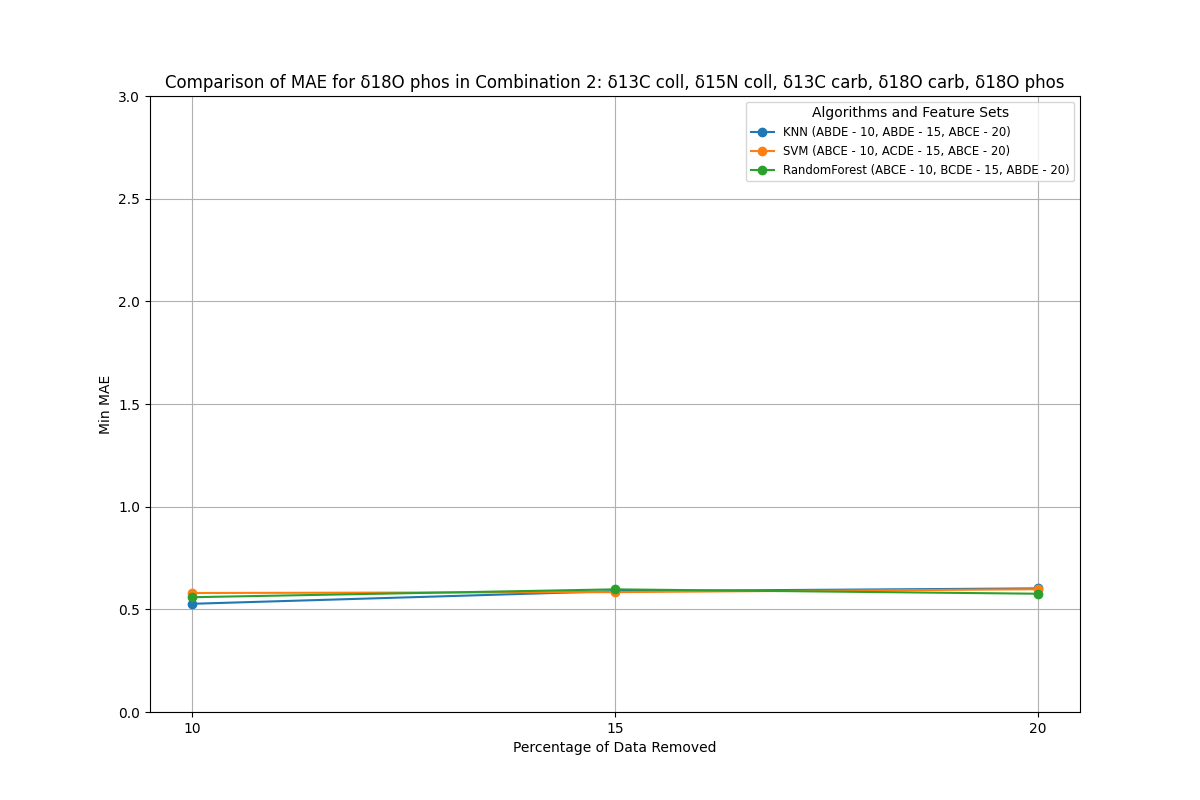 Comparison of MAE for δ18O phos in Combination 2: δ13C coll, δ15N coll, δ13C carb, δ18O carb, δ18O phos
Algorithms and Feature Sets
KNN (ABDE - 10, ABDE - 15, ABCE - 20)
SVM (ABCE - 10, ACDE - 15, ABCE - 20)
RandomForest (ABCE - 10, BCDE - 15, ABDE - 20)
3.0
2.5
2.0
1.5
1.0
0.5
0.0
Min MAE
10 15 20
Percentage of Data Removed